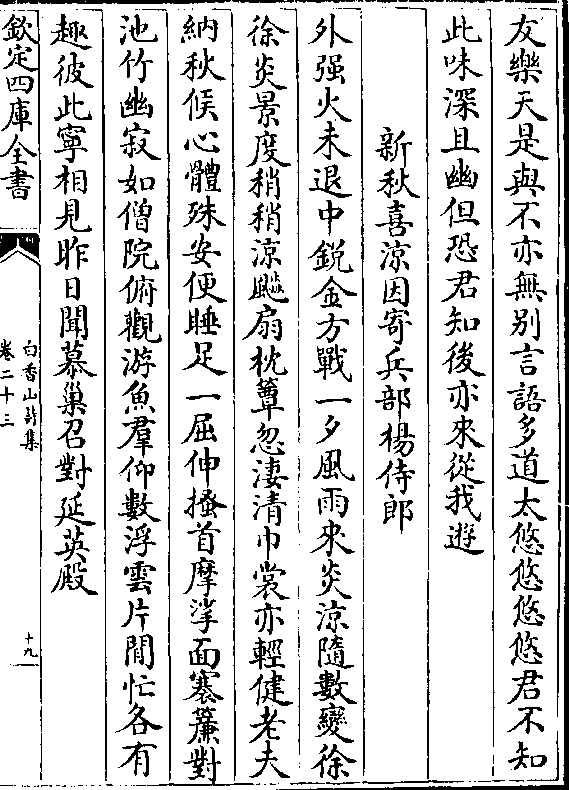 友樂天是與不亦無别言語多道太悠悠悠悠君不知
此味深且幽但恐君知後亦來從我遊
新秋喜涼因寄兵部楊侍郎
外强火未退中鋭金方戰一夕風雨來炎涼隨數變徐
徐炎景度稍稍涼飈扇枕簟忽淒清巾裳亦輕健老夫
納秋候心體殊安便睡足一屈伸搔首摩挲面褰簾對
池竹幽寂如僧院俯觀游魚羣仰數浮雲片閒忙各有
趣彼此寧相見昨日聞慕巢召對延英殿
欽定四庫全書
白香山詩集
卷二十三
十九